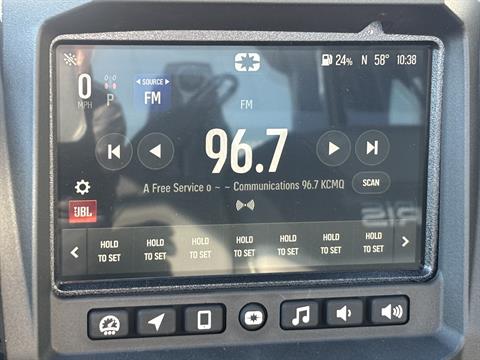 24% N 58° 10:38
0
MPH
P
SOURCE
FM
FM
96.7
A Free Service o ~ ~ Communications 96.7 KCMQ
SCAN
JBL
HOLD TO SET HOLD TO SET HOLD TO SET HOLD TO SET HOLD TO SET HOLD TO SET HOLD TO SET